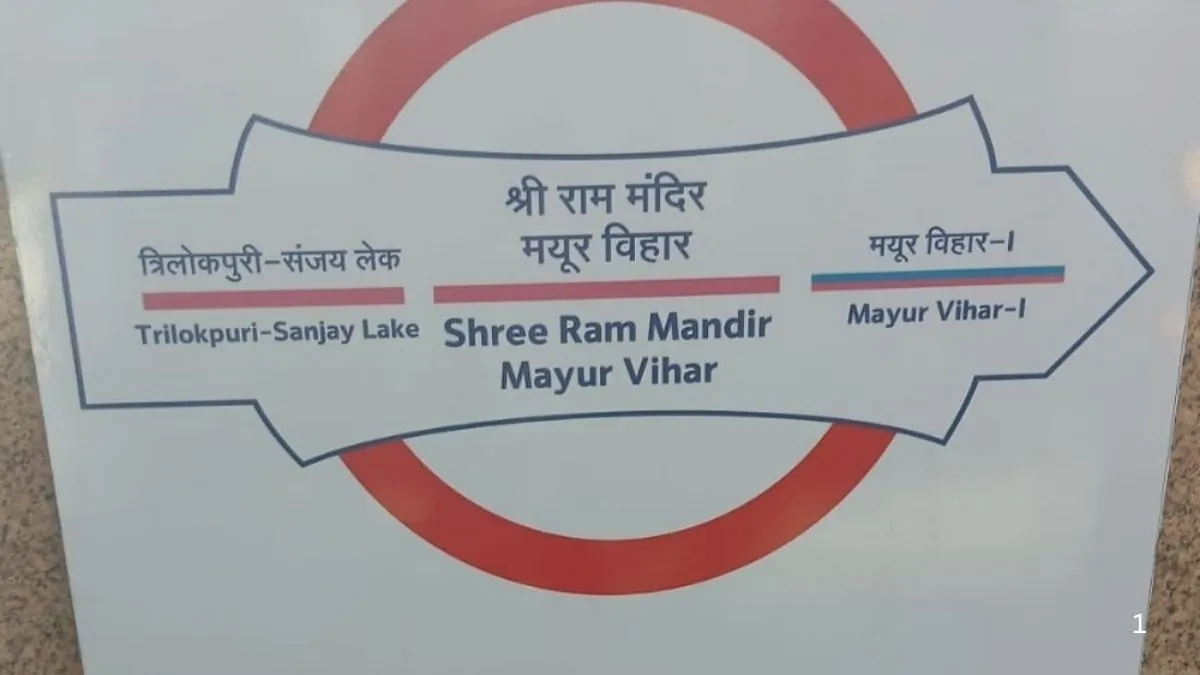 त्रिलोकपुरी-संजय लेक
Trilokpuri-Sanjay Lake
श्री राम मंदिर
मयूर विहार
Shree Ram Mandir
Mayur Vihar
मयूर विहार-I
Mayur Vihar-I
1